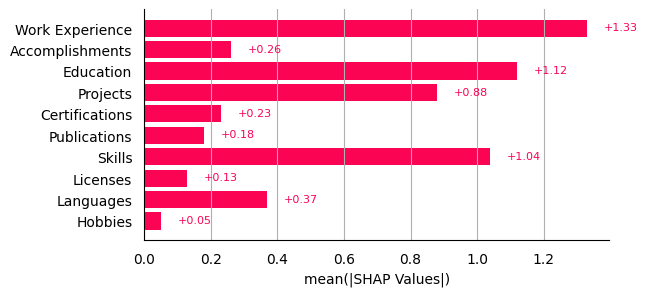 Work Experience +1.33
Accomplishments +0.26
Education +1.12
Projects +0.88
Certifications +0.23
Publications +0.18
Skills +1.04
Licenses +0.13
Languages +0.37
Hobbies +0.05
0.0 0.2 0.4 0.6 0.8 1.0 1.2
mean(|SHAP Values|)